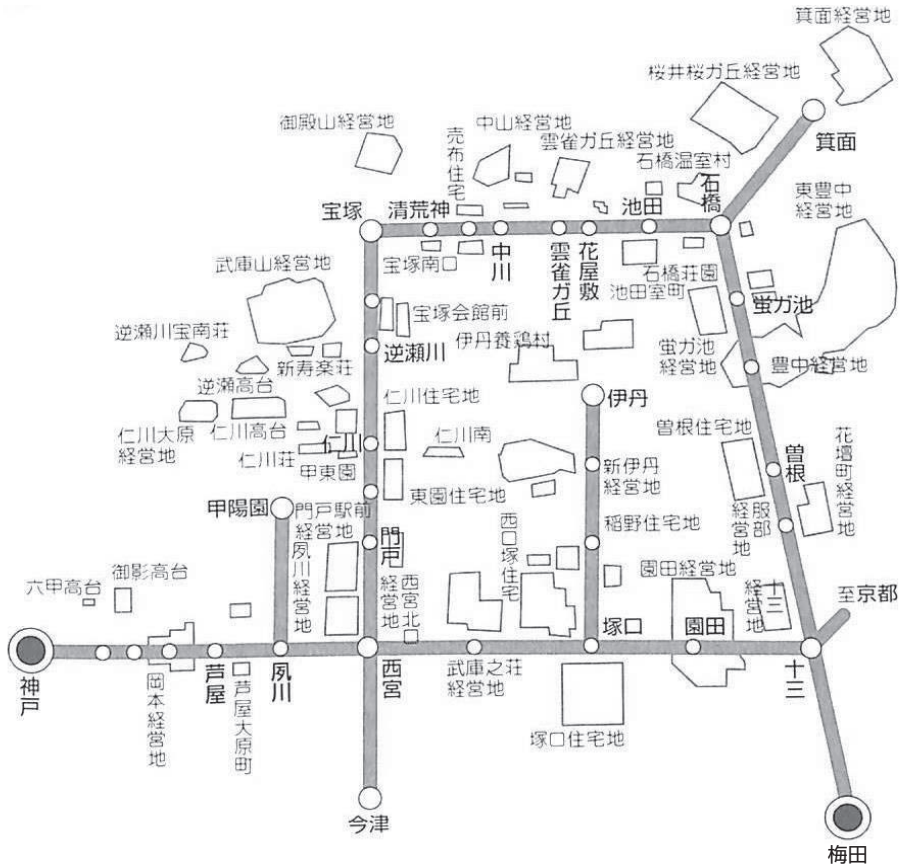 箕面経営地
桜井桜ガ丘経営地
箕面
御殿山経営地
売布住宅
中山経営地
雲雀ガ丘経営地
石橋温室村
石橋
東豊中
経営地
宝塚
清荒神
池田
中川
雲雀ガ丘
花屋敷
宝塚南口
石橋荘園
池田室町
武庫山経営地
宝塚会館前
蛍ガ池
逆瀬川宝南荘
逆瀬川
伊丹養鶏村
蛍ガ池
経営地
豊中経営地
新寿楽荘
逆瀬高台
仁川住宅地
伊丹
仁川大原
経営地
仁川高台
仁川
仁川南
曽根住宅地
花壇町経営地
仁川荘
甲東園
曽根
新伊丹
経営地
東園住宅地
甲陽園
門戸駅前
経営地
服部
経営地
西口塚住宅
稲野住宅地
門戸
夙川経営地
園田経営地
十三
経営地
至京都
御影高台
六甲高台
西宮北口
経営地
塚口
園田
神戸
岡本経営地
芦屋
芦屋大原町
夙川
西宮
武庫之荘
経営地
十三
塚口住宅地
今津
梅田